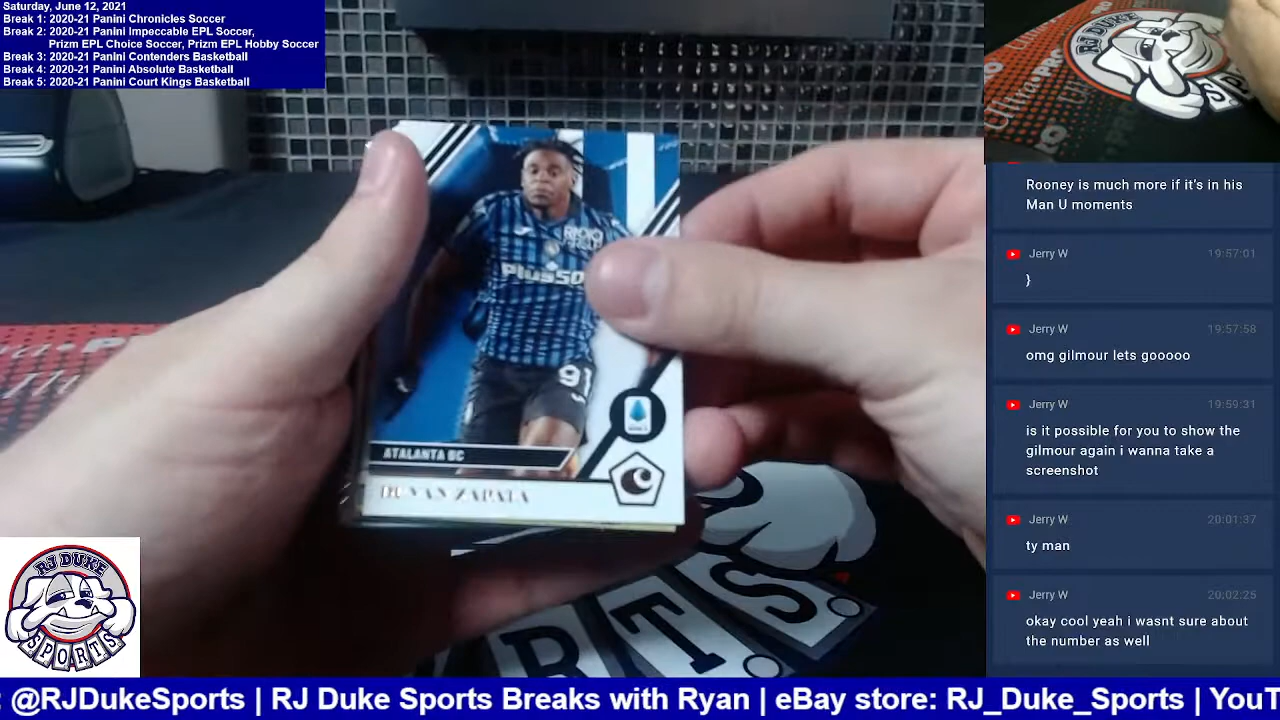 Saturday, June 12, 2021
Break 1: 2020-21 Panini Chronicles Soccer
Break 2: 2020-21 Panini Impeccable EPL Soccer,
Prizm EPL Choice Soccer, Prizm EPL Hobby Soccer
Break 3: 2020-21 Panini Contenders Basketball
Break 4: 2020-21 Panini Absolute Basketball
Break 5: 2020-21 Panini Court Kings Basketball
RJ DUKE
Rooney is much more if it's in his
Man U moments
Jerry W 19:57:01
}
Jerry W 19:57:58
omg gilmour lets gooooo
Jerry W 19:59:31
is it possible for you to show the
gilmour again i wanna take a
screenshot
Jerry W 20:01:37
ty man
Jerry W 20:02:25
okay cool yeah i wasnt sure about
the number as well
91
ATALANTA BC
DUVAN ZAPATA
RJ DUKE
SPORTS
: @RJDukeSports | RJ Duke Sports Breaks with Ryan | eBay store: RJ_Duke_Sports | YouT